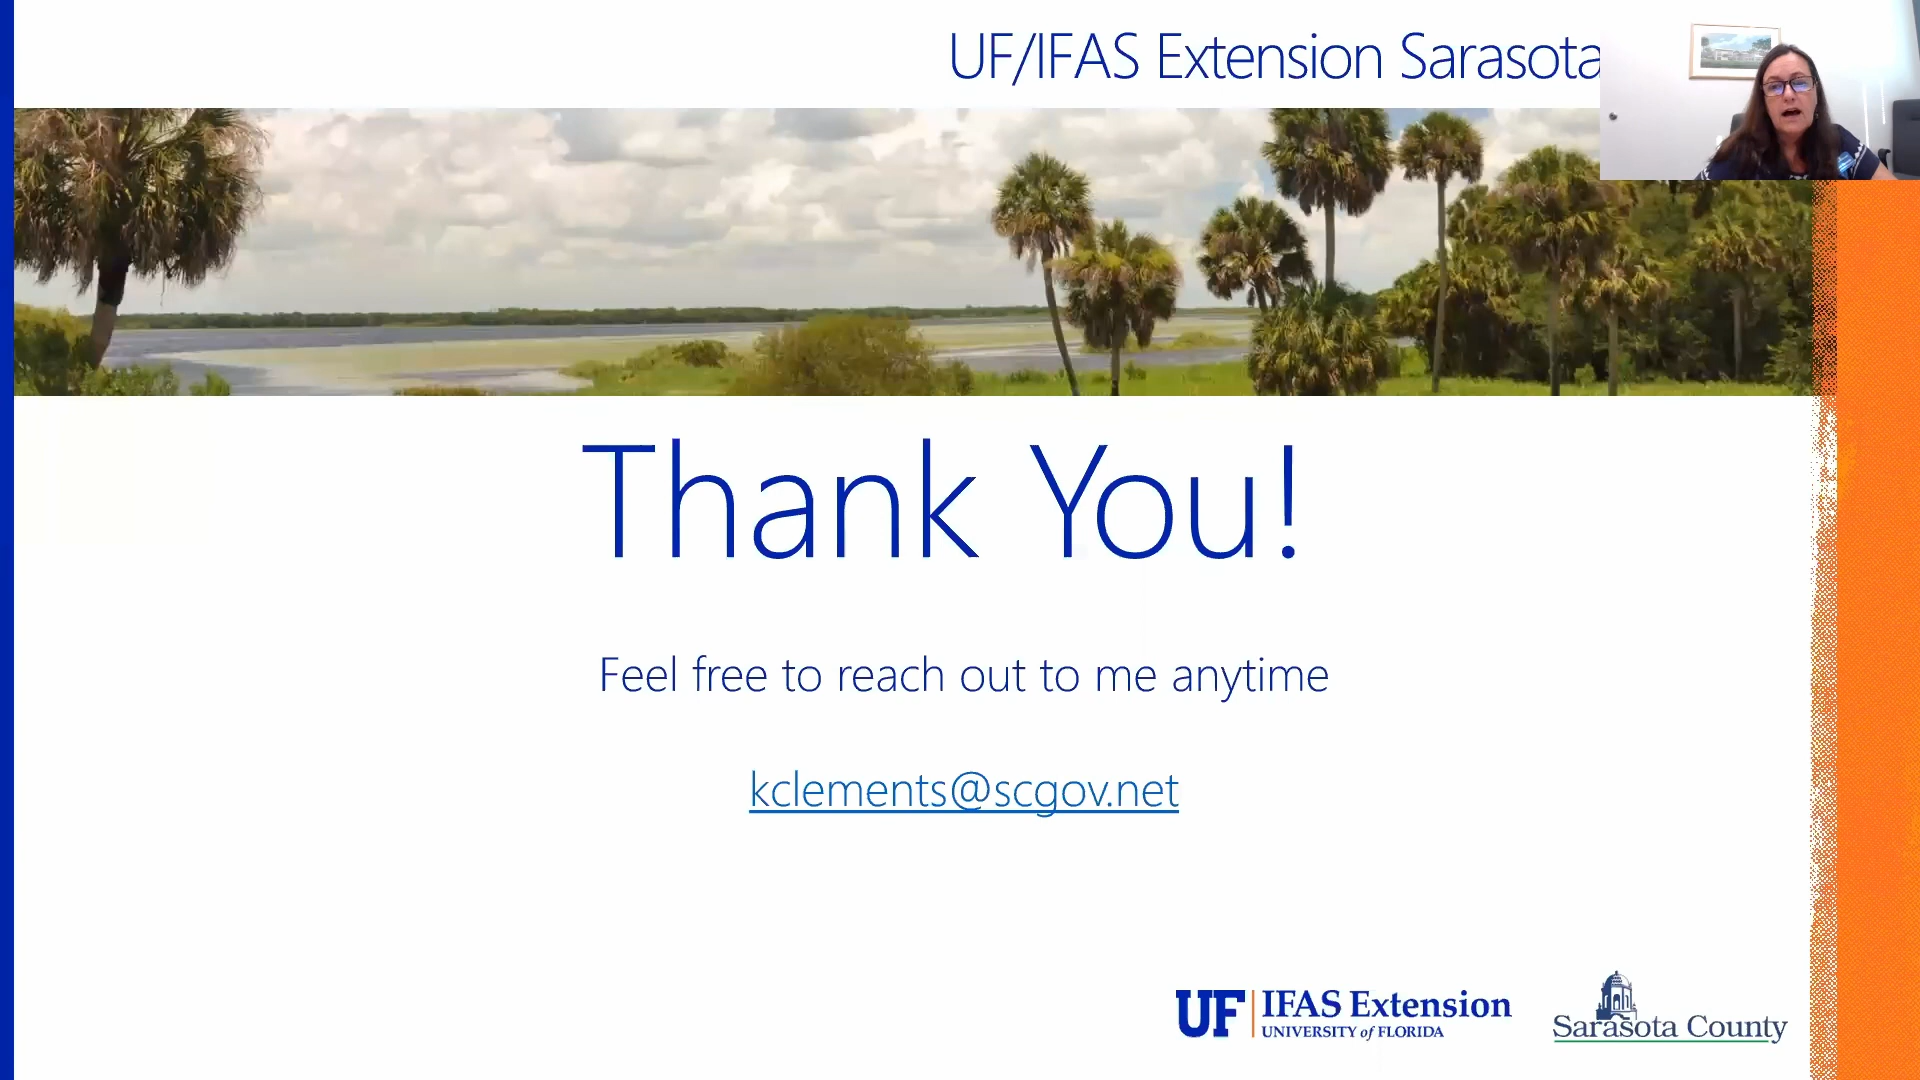 UF/IFAS Extension Sarasota
Thank You!
Feel free to reach out to me anytime
kclements@scgov.net
UF IFAS Extension
UNIVERSITY of FLORIDA
Sarasota County